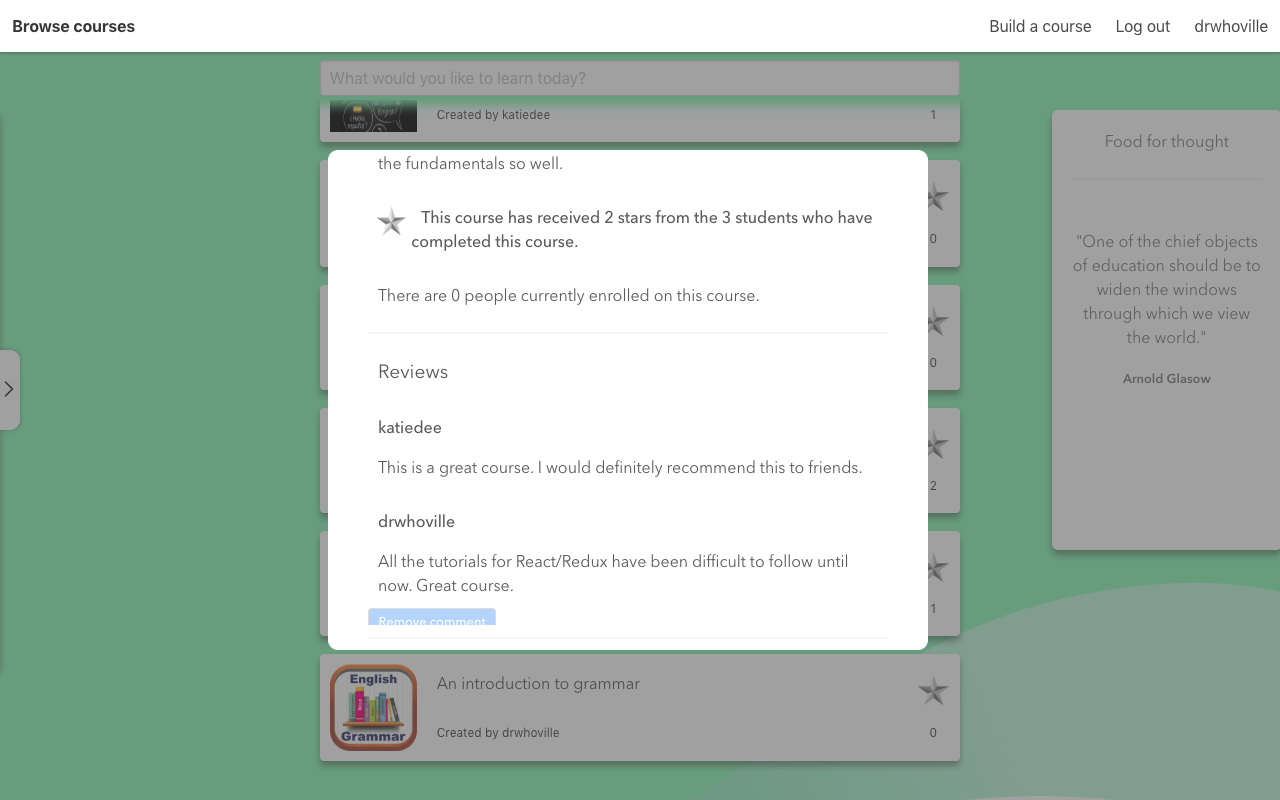 Browse courses
Build a course
Log out
drwhoville
What would you like to learn today?
Created by katiedee
1
Food for thought
the fundamentals so well.
This course has received 2 stars from the 3 students who have
completed this course.
0
"One of the chief objects
of education should be to
widen the windows
through which we view
the world."
There are 0 people currently enrolled on this course.
0
Reviews
Arnold Glasow
katiedee
This is a great course. I would definitely recommend this to friends.
2
drwhoville
All the tutorials for React/Redux have been difficult to follow until
now. Great course.
1
Remove comment
English
Grammar
An introduction to grammar
Created by drwhoville
0